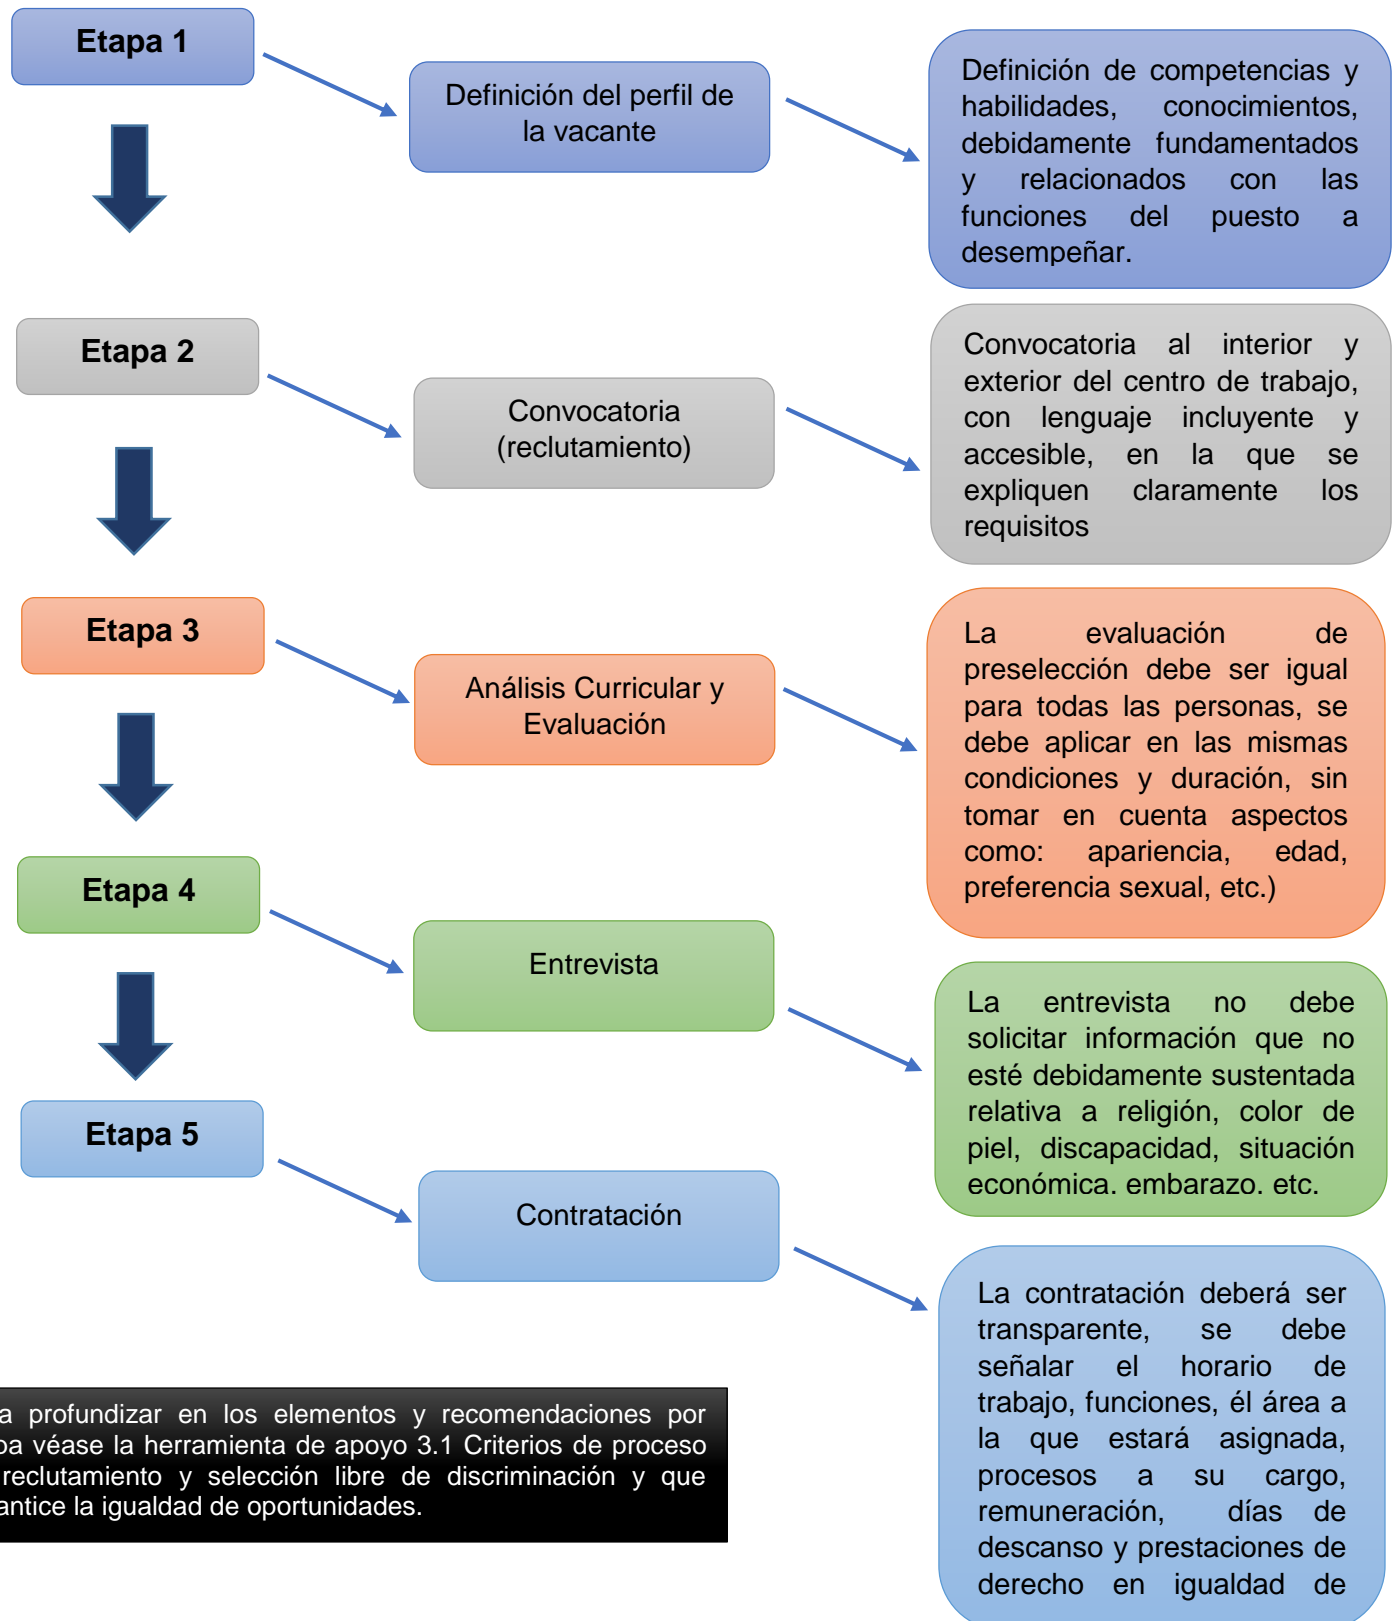 Etapa 1
Definición del perfil de
la vacante
Definición de competencias y
habilidades, conocimientos,
debidamente fundamentados
y relacionados con las
funciones del puesto a
desempeñar.
Etapa 2
Convocatoria
(reclutamiento)
Convocatoria al interior y
exterior del centro de trabajo,
con lenguaje incluyente y
accesible, en la que se
expliquen claramente los
requisitos
Etapa 3
Análisis Curricular y
Evaluación
La evaluación de
preselección debe ser igual
para todas las personas, se
debe aplicar en las mismas
condiciones y duración, sin
tomar en cuenta aspectos
como: apariencia, edad,
preferencia sexual, etc.)
Etapa 4
Entrevista
La entrevista no debe
solicitar información que no
esté debidamente sustentada
relativa a religión, color de
piel, discapacidad, situación
económica. embarazo. etc.
Etapa 5
Contratación
La contratación deberá ser
transparente, se debe
señalar el horario de
trabajo, funciones, él área a
la que estará asignada,
procesos a su cargo,
remuneración, días de
descanso y prestaciones de
derecho en igualdad de
a profundizar en los elementos y recomendaciones por
pa véase la herramienta de apoyo 3.1 Criterios de proceso
reclutamiento y selección libre de discriminación y que
antice la igualdad de oportunidades.